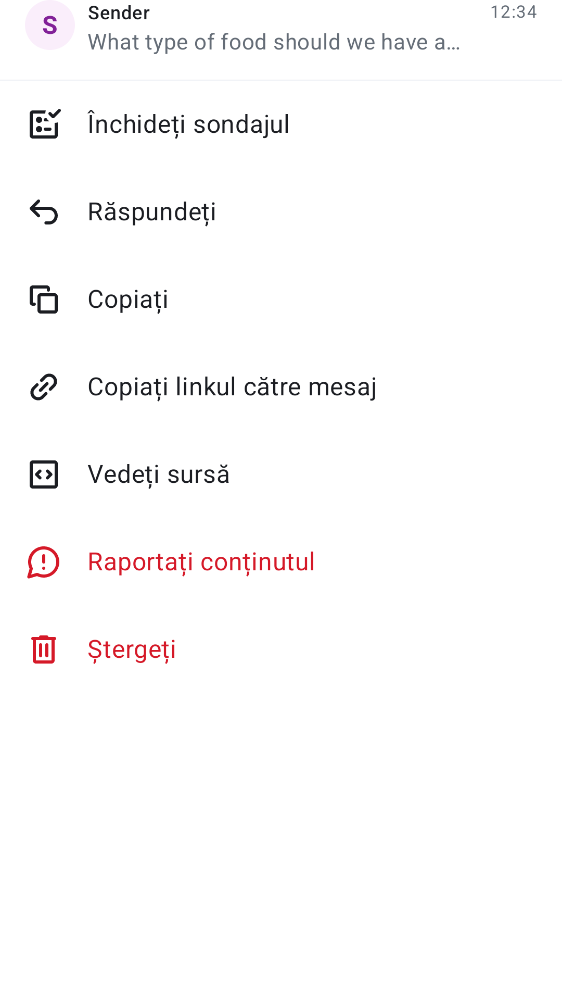 S
Sender
12:34
What type of food should we have a…
Închideți sondajul
Răspundeți
Copiați
Copiați linkul către mesaj
Vedeți sursă
Raportați conținutul
Ștergeți